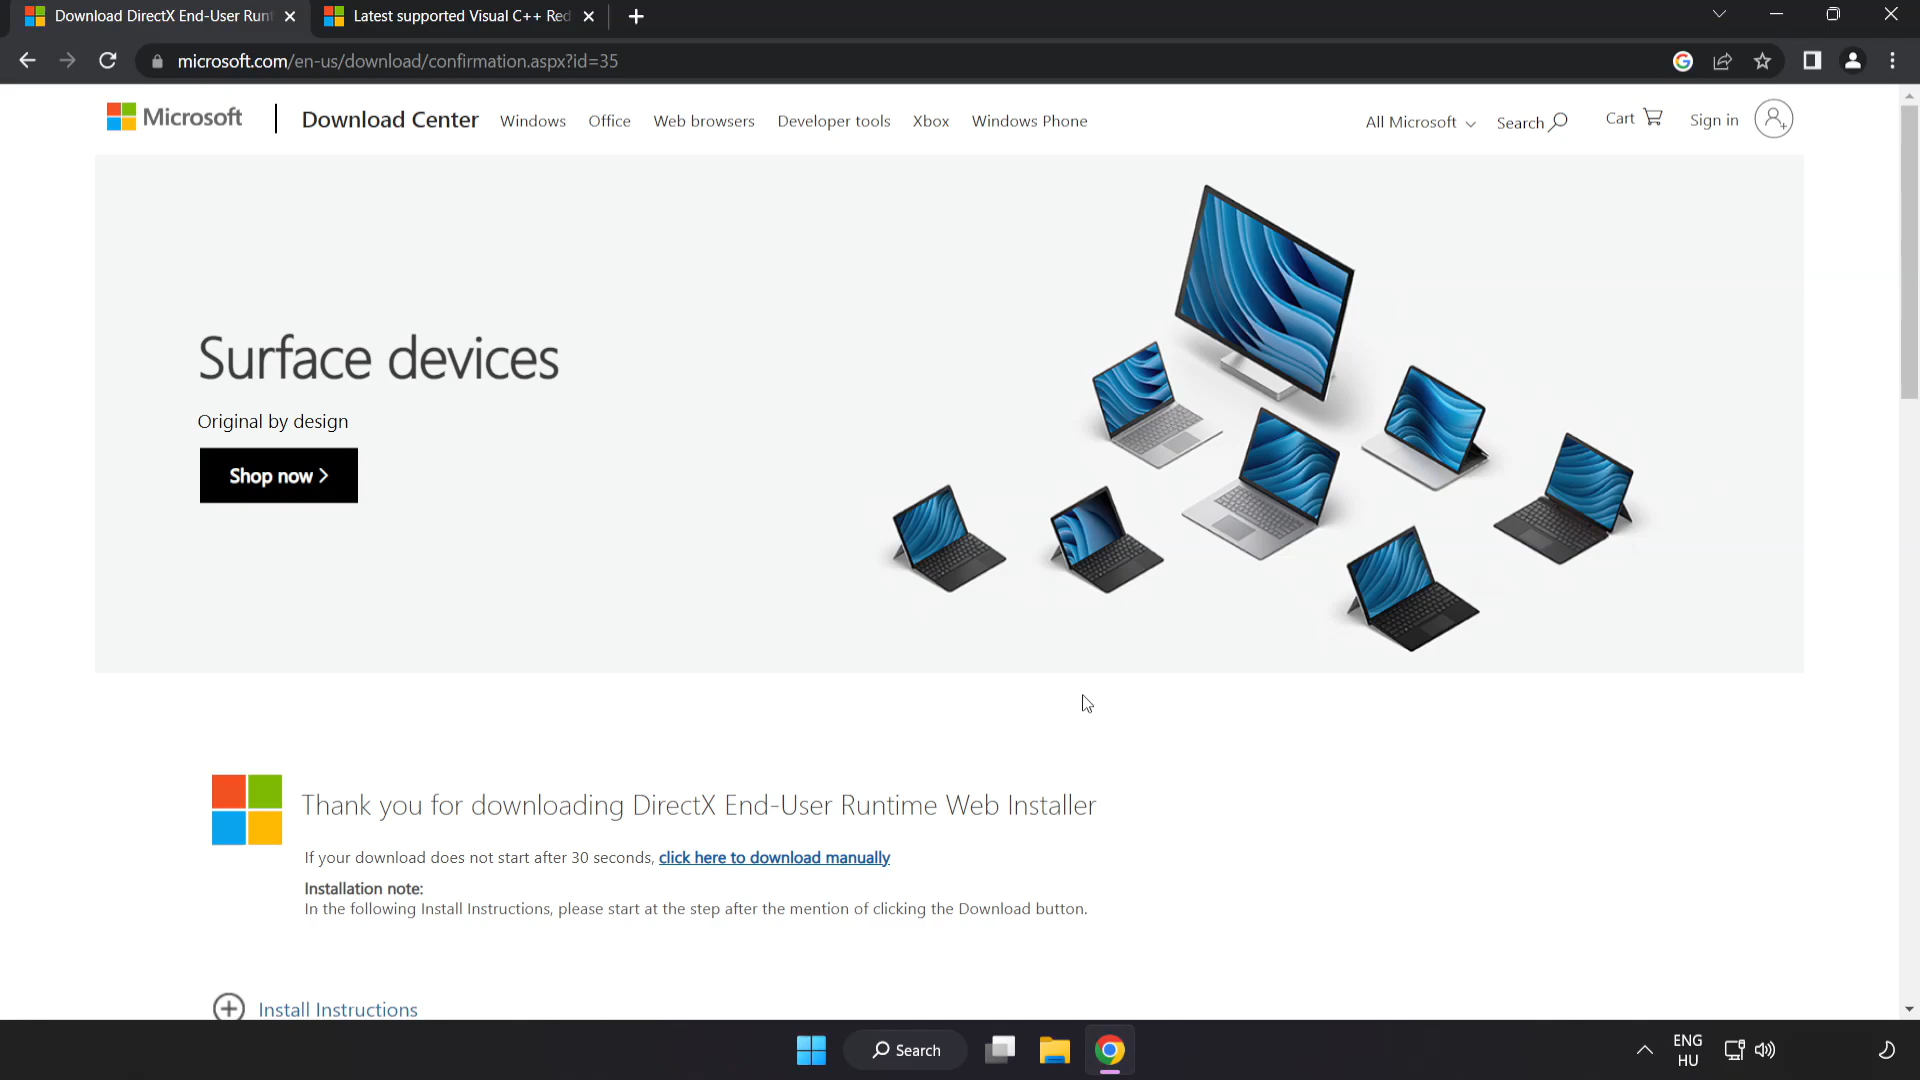 Download DirectX End-User Runt
Latest supported Visual C++ Red
microsoft.com/en-us/download/confirmation.aspx?id=35
Microsoft
Download Center
Windows
Office
Web browsers
Developer tools
Xbox
Windows Phone
All Microsoft
Search
Cart
Sign in
Surface devices
Original by design
Shop now
Thank you for downloading DirectX End-User Runtime Web Installer
If your download does not start after 30 seconds, click here to download manually
Installation note:
In the following Install Instructions, please start at the step after the mention of clicking the Download button.
Install Instructions
Search
ENG
HU